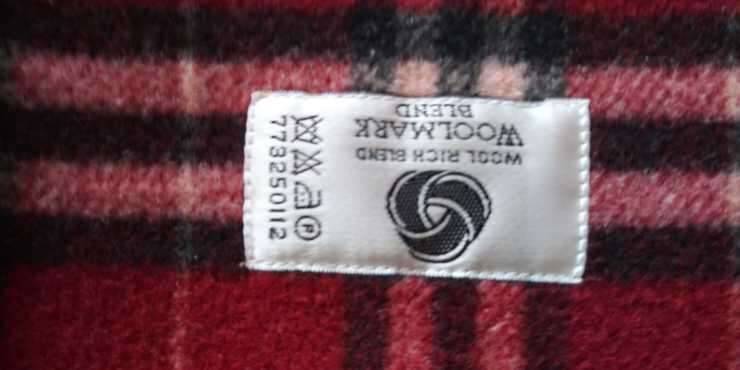 WOOL RICH BLEND
WOOLMARK
BLEND
773250112
P